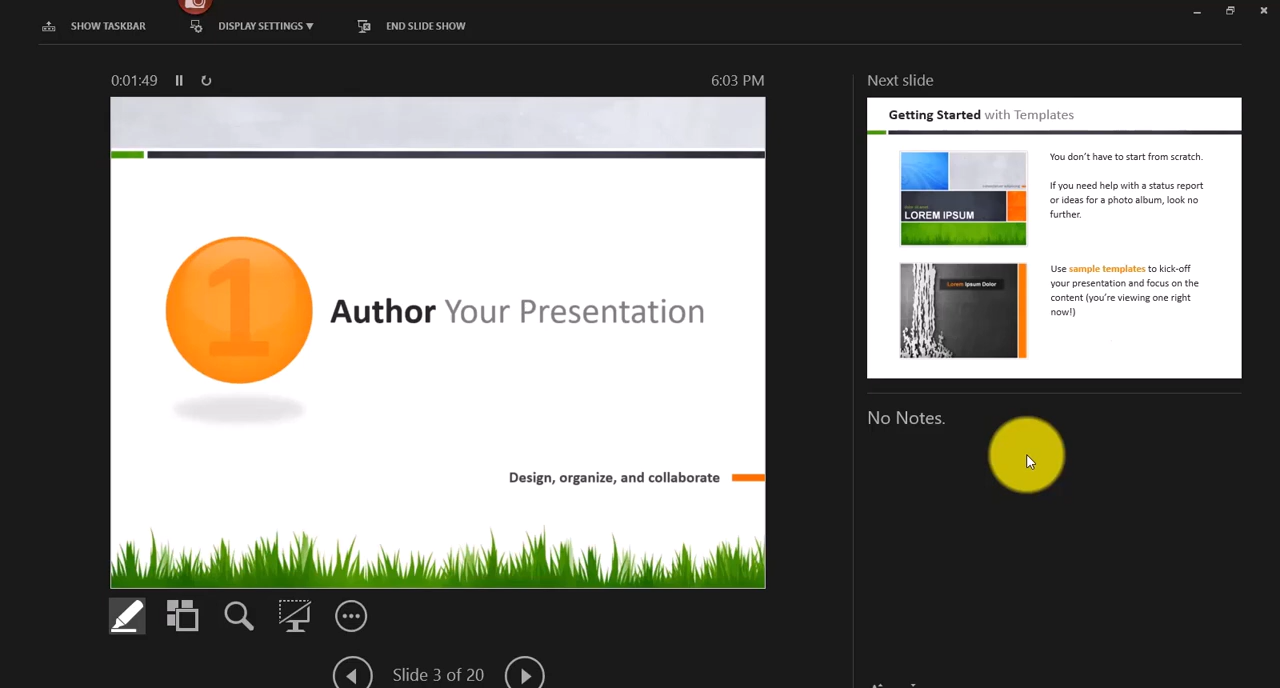 SHOW TASKBAR
DISPLAY SETTINGS ▼
END SLIDE SHOW
0:01:49
6:03 PM
1
Author Your Presentation
Design, organize, and collaborate
Slide 3 of 20
Next slide
Getting Started with Templates
LOREM IPSUM
You don't have to start from scratch.
If you need help with a status report
or ideas for a photo album, look no
further.
Lorem Ipsum Dolor
Use sample templates to kick-off
your presentation and focus on the
content (you're viewing one right
now!)
No Notes.